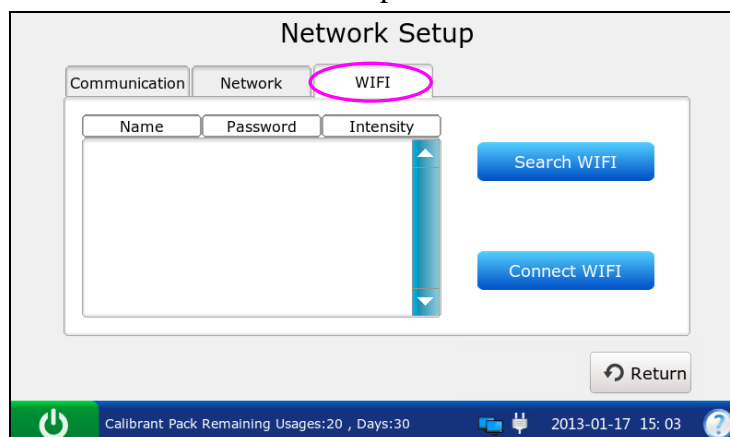 Network Setup
Communication Network WIFI
Name Password Intensity
Search WIFI
Connect WIFI
Return
Calibrant Pack Remaining Usages:20 , Days:30 2013-01-17 15: 03 ?